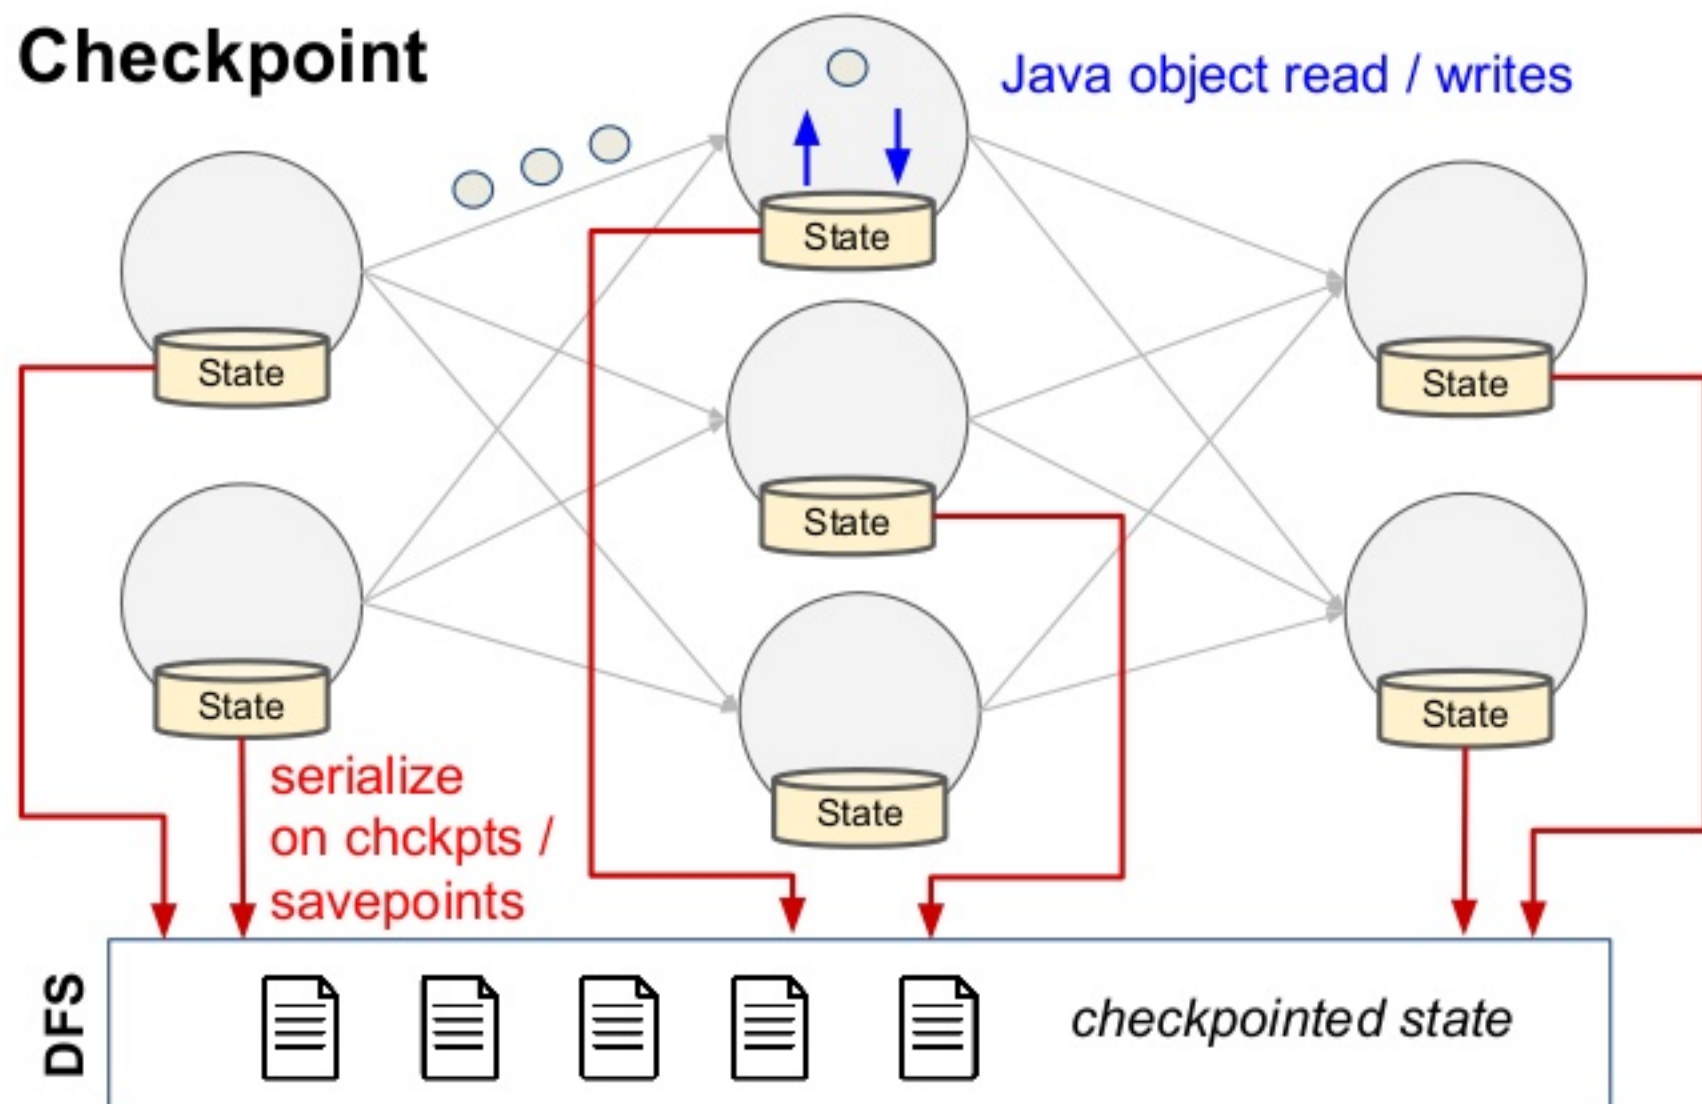 Checkpoint
Java object read / writes
State
State
State
State
State
State
State
serialize
on chckpts /
savepoints
DFS
checkpointed state